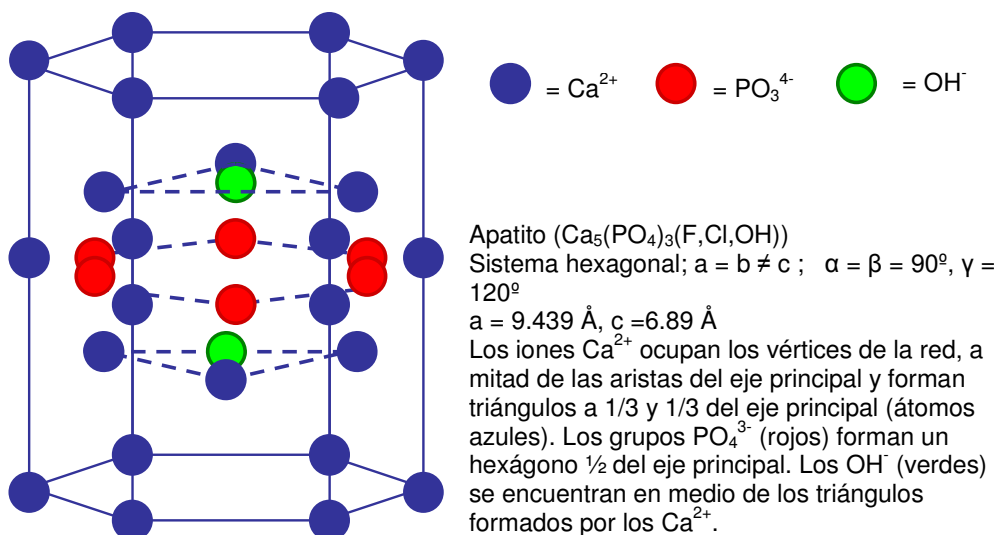 = Ca²⁺ = PO₃⁴⁻ = OH⁻
Apatito (Ca₅(PO₄)₃(F,Cl,OH))
Sistema hexagonal; a = b ≠ c ; α = β = 90º, γ =
120º
a = 9.439 Å, c =6.89 Å
Los iones Ca²⁺ ocupan los vértices de la red, a
mitad de las aristas del eje principal y forman
triángulos a 1/3 y 1/3 del eje principal (átomos
azules). Los grupos PO₄³⁻ (rojos) forman un
hexágono ½ del eje principal. Los OH⁻ (verdes)
se encuentran en medio de los triángulos
formados por los Ca²⁺.